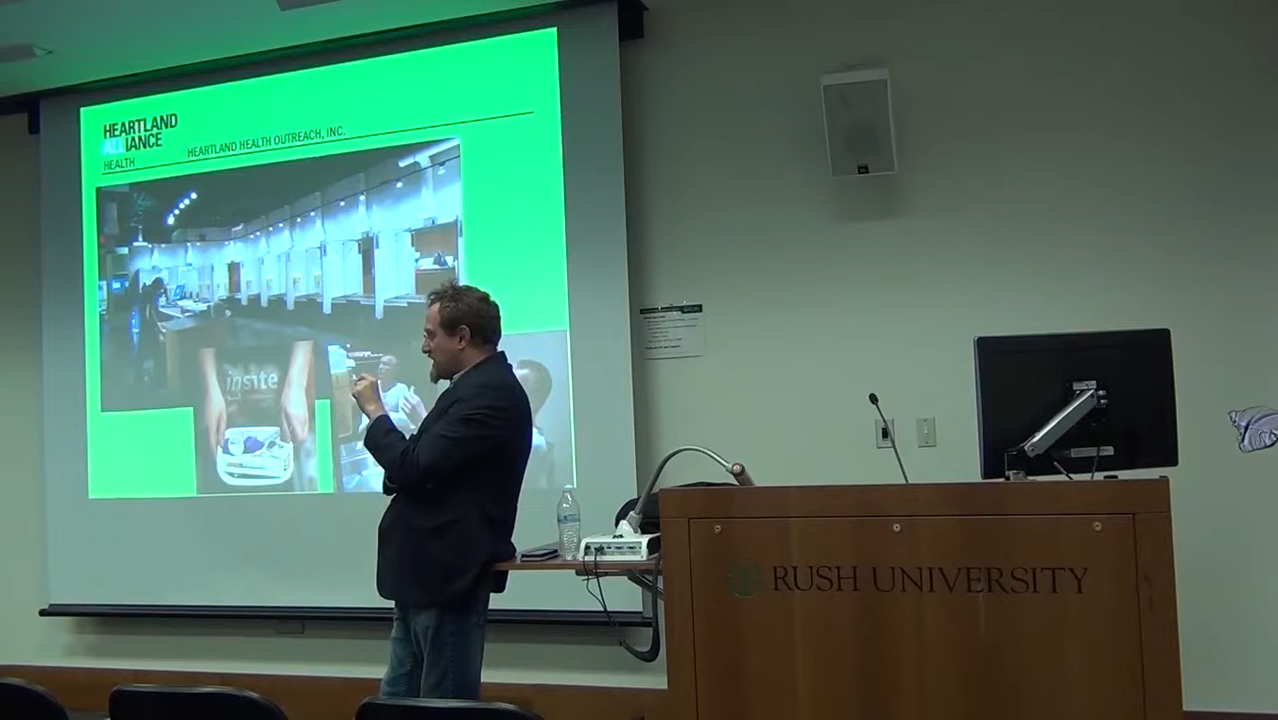 HEARTLAND
ALLIANCE
HEALTH
HEARTLAND HEALTH OUTREACH, INC.
insite
RUSH UNIVERSITY